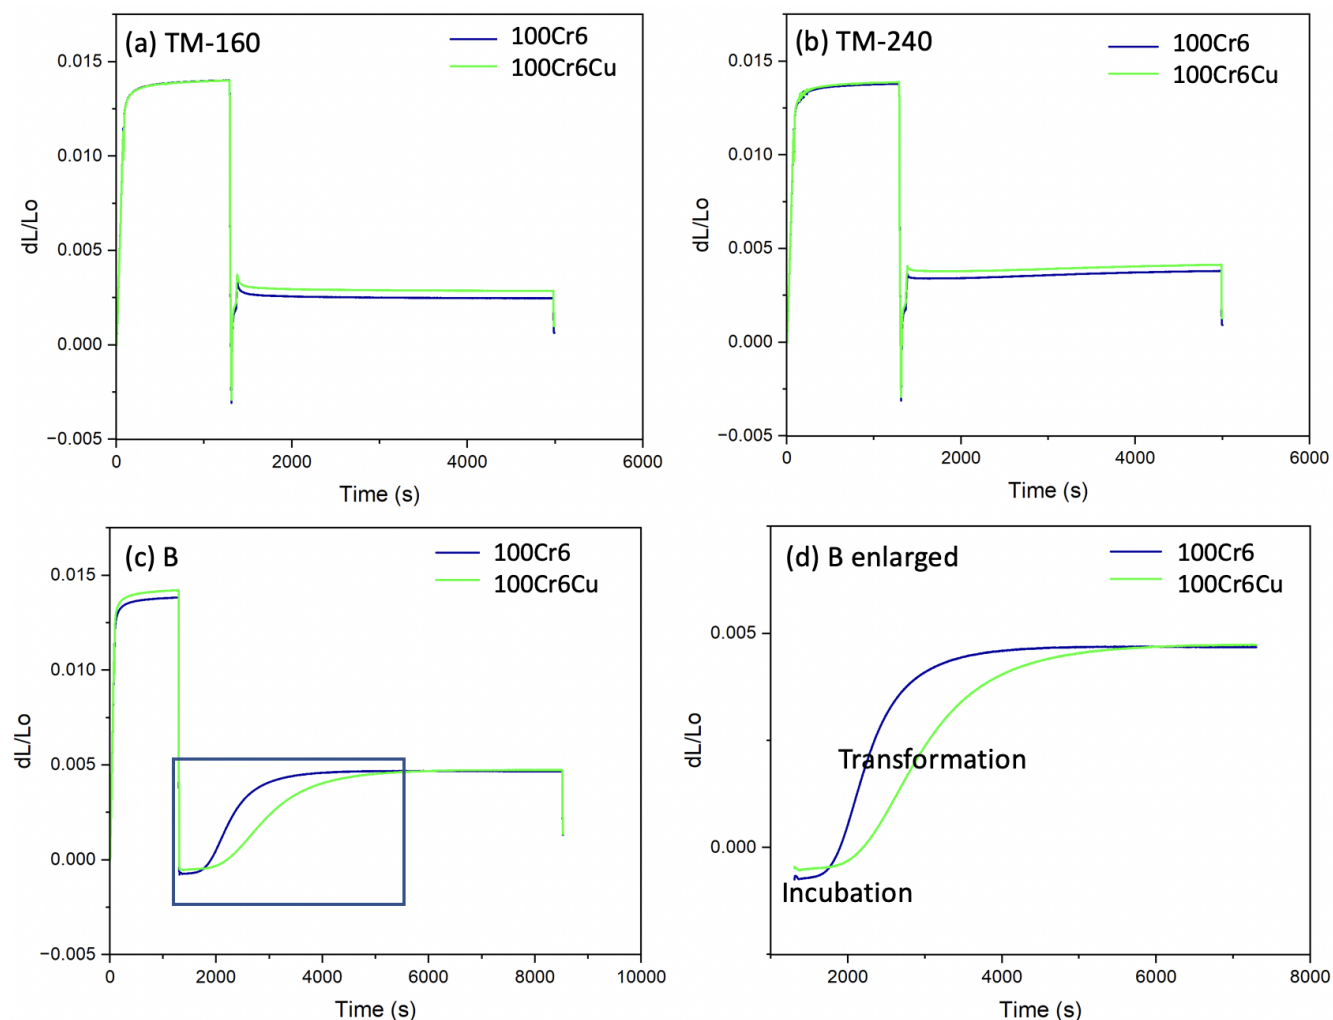 (a) TM-160
100Cr6
100Cr6Cu
0.015
0.010
0.005
0.000
−0.005
dL/Lo
0
2000
4000
6000
Time (s)
(b) TM-240
100Cr6
100Cr6Cu
0.015
0.010
0.005
0.000
−0.005
dL/Lo
0
2000
4000
6000
Time (s)
(c) B
100Cr6
100Cr6Cu
0.015
0.010
0.005
0.000
−0.005
dL/Lo
0
2000
4000
6000
8000
10000
Time (s)
(d) B enlarged
100Cr6
100Cr6Cu
0.005
0.000
dL/Lo
Transformation
Incubation
2000
4000
6000
8000
Time (s)